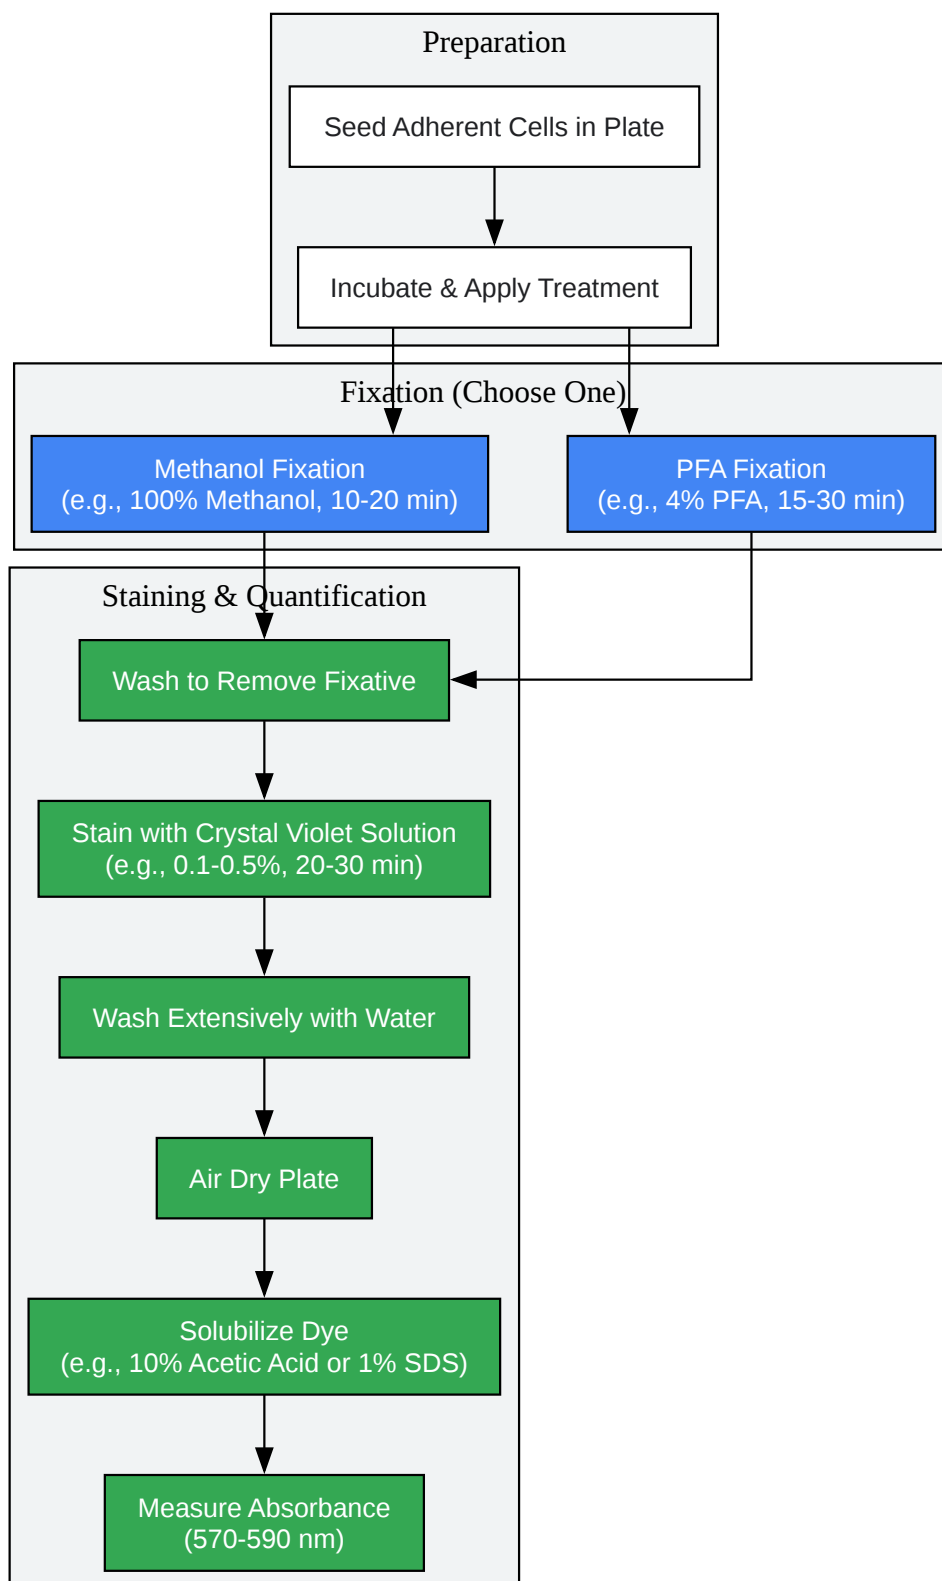 Preparation
Seed Adherent Cells in Plate
Incubate & Apply Treatment
Fixation (Choose One)
Methanol Fixation
(e.g., 100% Methanol, 10-20 min)
PFA Fixation
(e.g., 4% PFA, 15-30 min)
Staining & Quantification
Wash to Remove Fixative
Stain with Crystal Violet Solution
(e.g., 0.1-0.5%, 20-30 min)
Wash Extensively with Water
Air Dry Plate
Solubilize Dye
(e.g., 10% Acetic Acid or 1% SDS)
Measure Absorbance
(570-590 nm)